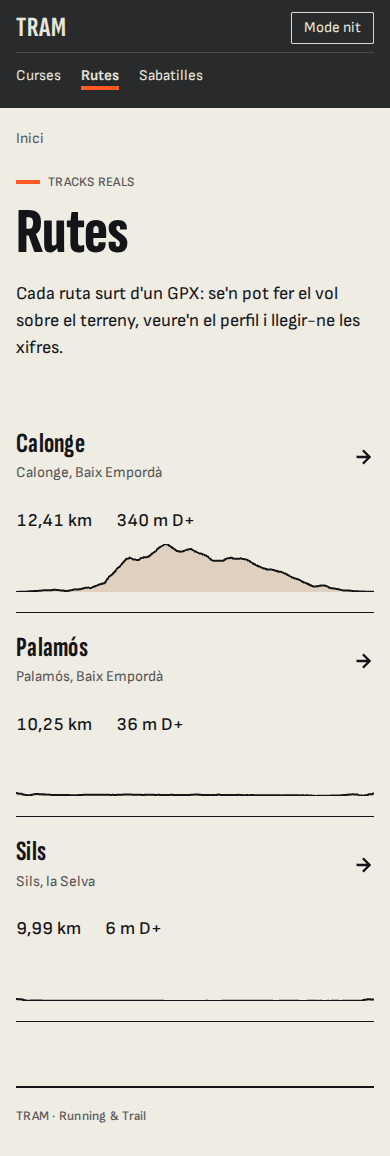 TRAM
Mode nit
Curses Rutes Sabatilles
Inici
TRACKS REALS
Rutes
Cada ruta surt d'un GPX: se'n pot fer el vol
sobre el terreny, veure'n el perfil i llegir-ne les
xifres.
Calonge
Calonge, Baix Empordà
12,41 km 340 m D+
Palamós
Palamós, Baix Empordà
10,25 km 36 m D+
Sils
Sils, la Selva
9,99 km 6 m D+
TRAM · Running & Trail